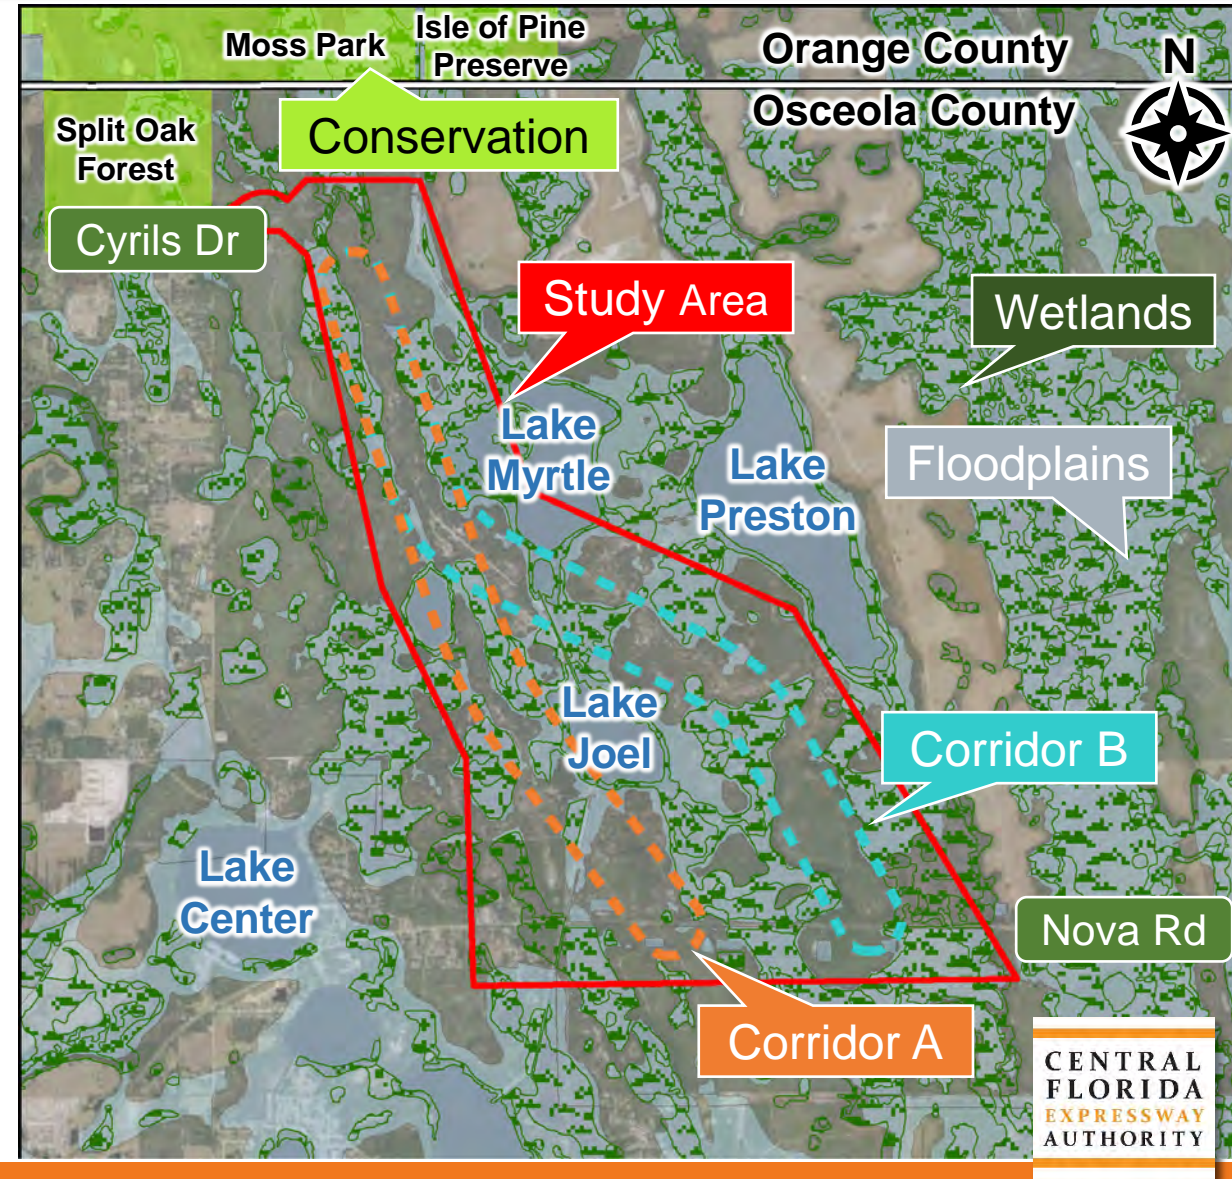 Moss Park
Isle of Pine
Preserve
Orange County
N
Osceola County
Split Oak
Forest
Conservation
Cyrils Dr
Study Area
Wetlands
Lake
Myrtle
Lake
Preston
Floodplains
Lake
Joel
Corridor B
Lake
Center
Nova Rd
Corridor A
CENTRAL
FLORIDA
EXPRESSWAY
AUTHORITY